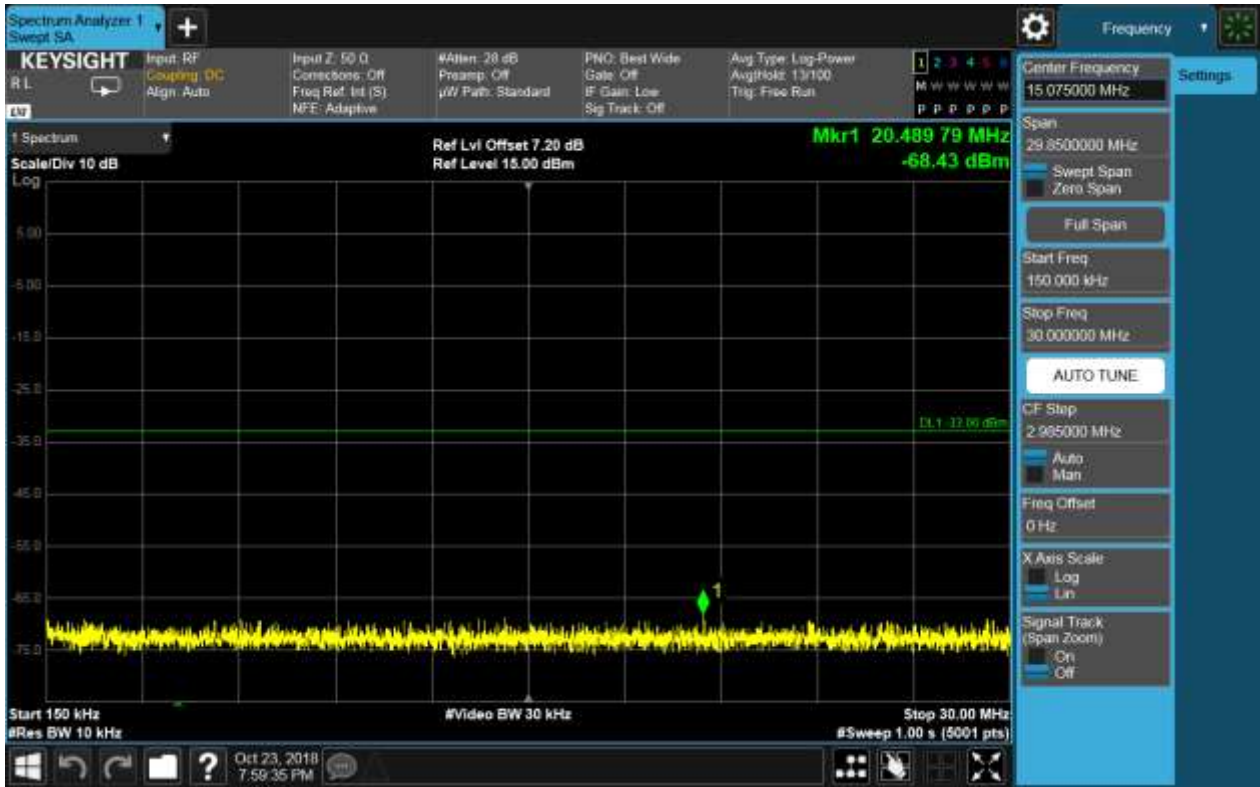 Spectrum Analyzer 1
Swept SA
+
Frequency
KEYSIGHT
R L
LXI
Input: RF
Coupling: DC
Align: Auto
Input Z: 50 Ω
Corrections: Off
Freq Ref: Int (S)
NFE: Adaptive
#Atten: 28 dB
Preamp: Off
µW Path: Standard
PNO: Best Wide
Gate: Off
IF Gain: Low
Sig Track: Off
Avg Type: Log-Power
Avg|Hold: 13/100
Trig: Free Run
1 2 3 4 5 6
M W W W W W
P P P P P P
1 Spectrum
Scale/Div 10 dB
Log
Ref Lvl Offset 7.20 dB
Ref Level 15.00 dBm
Mkr1 20.489 79 MHz
-68.43 dBm
5.00
-5.00
-15.0
-25.0
-35.0
-45.0
-55.0
-65.0
-75.0
DL1 -33.00 dBm
1
Start 150 kHz
#Res BW 10 kHz
#Video BW 30 kHz
Stop 30.00 MHz
#Sweep 1.00 s (5001 pts)
Center Frequency
15.075000 MHz
Settings
Span
29.8500000 MHz
Swept Span
Zero Span
Full Span
Start Freq
150.000 kHz
Stop Freq
30.000000 MHz
AUTO TUNE
CF Step
2.985000 MHz
Auto
Man
Freq Offset
0 Hz
X Axis Scale
Log
Lin
Signal Track
(Span Zoom)
On
Off
?
Oct 23, 2018
7:59:35 PM